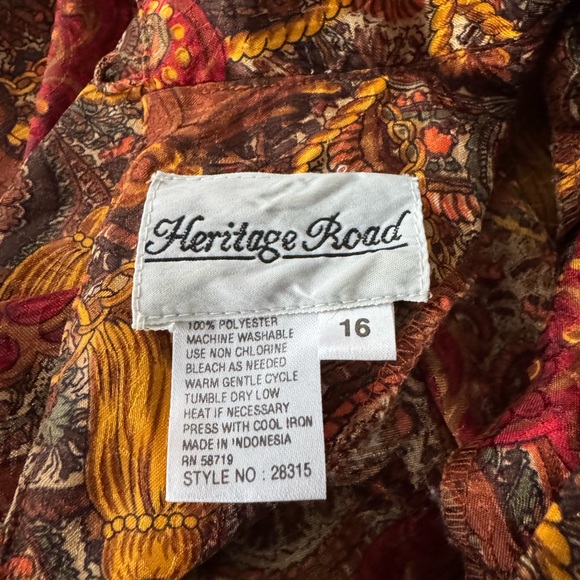 Heritage Road
16
100% POLYESTER
MACHINE WASHABLE
USE NON CHLORINE
BLEACH AS NEEDED
WARM GENTLE CYCLE
TUMBLE DRY LOW
HEAT IF NECESSARY
PRESS WITH COOL IRON
MADE IN INDONESIA
RN 58719
STYLE NO : 28315